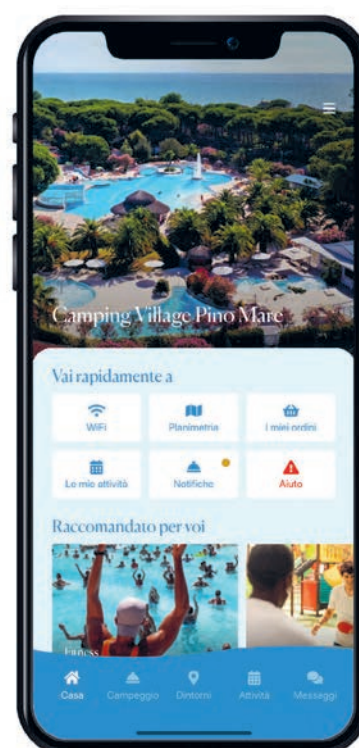 Camping Village Pino Mare
Vai rapidamente a
WiFi
Planimetria
I miei ordini
Le mie attività
Notifiche
Aiuto
Raccomandato per voi
Fitness
Casa
Campeggio
Dintorni
Attività
Messaggi